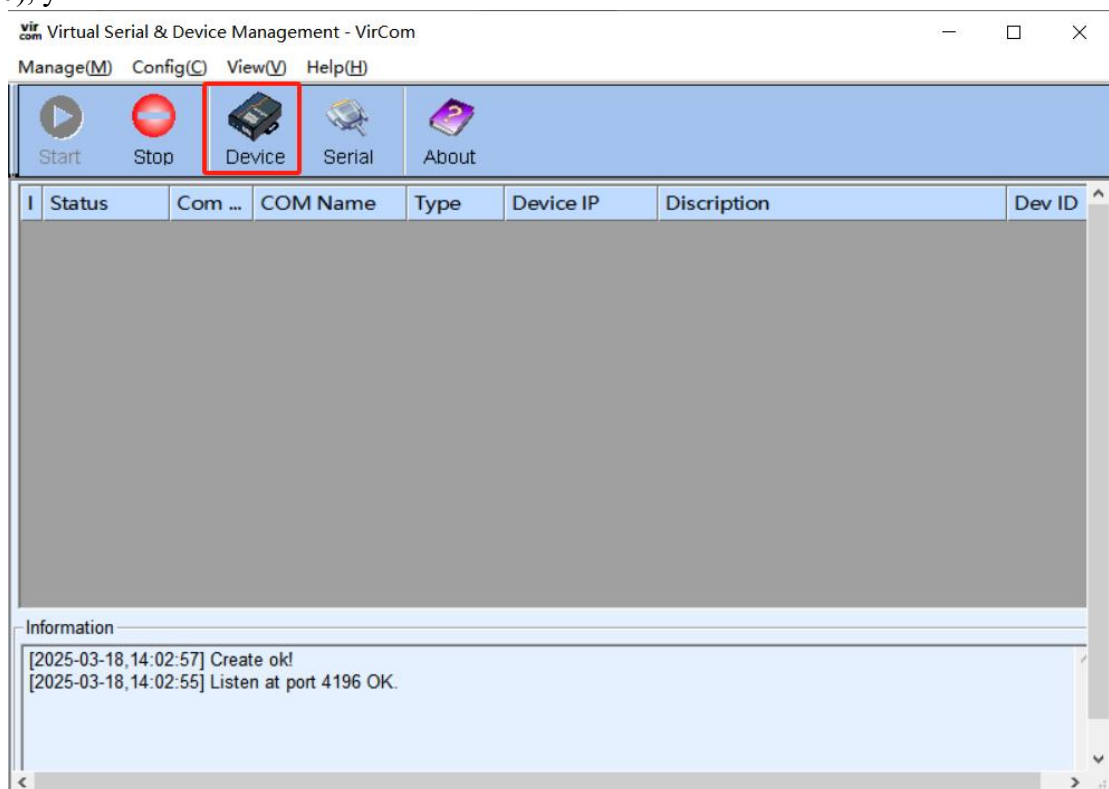 vir com Virtual Serial & Device Management - VirCom
Manage(M) Config(C) View(V) Help(H)
Start Stop Device Serial About
I Status Com ... COM Name Type Device IP Discription Dev ID
Information
[2025-03-18,14:02:57] Create ok!
[2025-03-18,14:02:55] Listen at port 4196 OK.